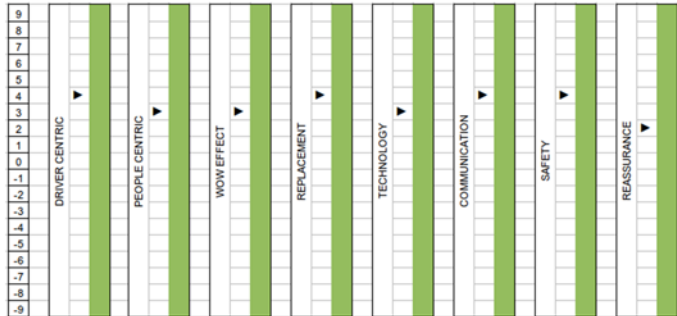 9
8
7
6
5
4
3
2
1
0
-1
-2
-3
-4
-5
-6
-7
-8
-9
DRIVER CENTRIC
PEOPLE CENTRIC
WOW EFFECT
REPLACEMENT
TECHNOLOGY
COMMUNICATION
SAFETY
REASSURANCE